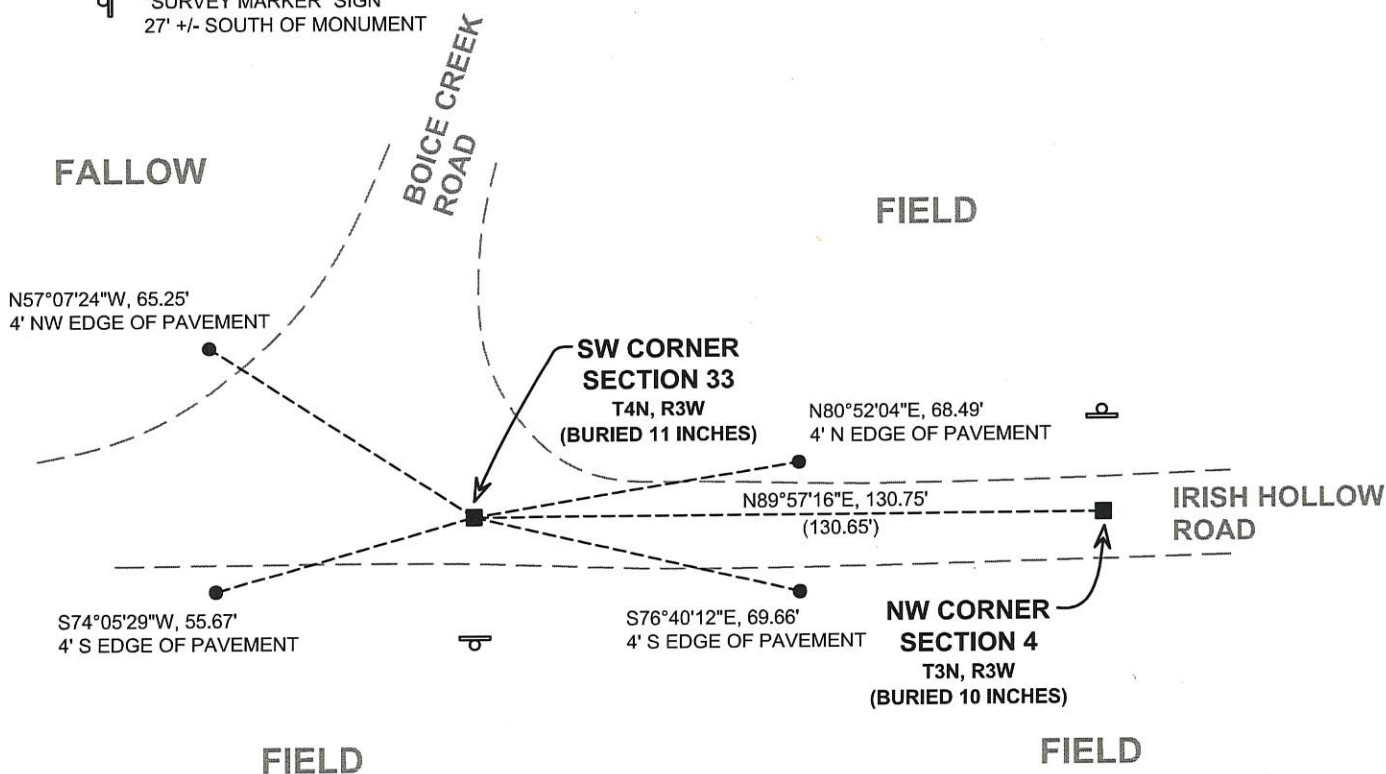 "SURVEY MARKER" SIGN
27' +/- SOUTH OF MONUMENT
BOICE CREEK
ROAD
FALLOW
FIELD
N57°07'24"W, 65.25'
4' NW EDGE OF PAVEMENT
SW CORNER
SECTION 33
T4N, R3W
(BURIED 11 INCHES)
N80°52'04"E, 68.49'
4' N EDGE OF PAVEMENT
N89°57'16"E, 130.75'
(130.65')
IRISH HOLLOW
ROAD
S74°05'29"W, 55.67'
4' S EDGE OF PAVEMENT
S76°40'12"E, 69.66'
4' S EDGE OF PAVEMENT
NW CORNER
SECTION 4
T3N, R3W
(BURIED 10 INCHES)
FIELD
FIELD